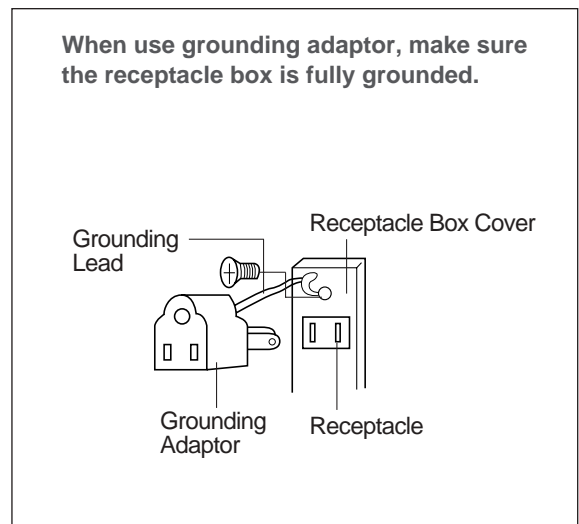 When use grounding adaptor, make sure
the receptacle box is fully grounded.
Receptacle Box Cover
Grounding
Lead
Grounding
Adaptor
Receptacle